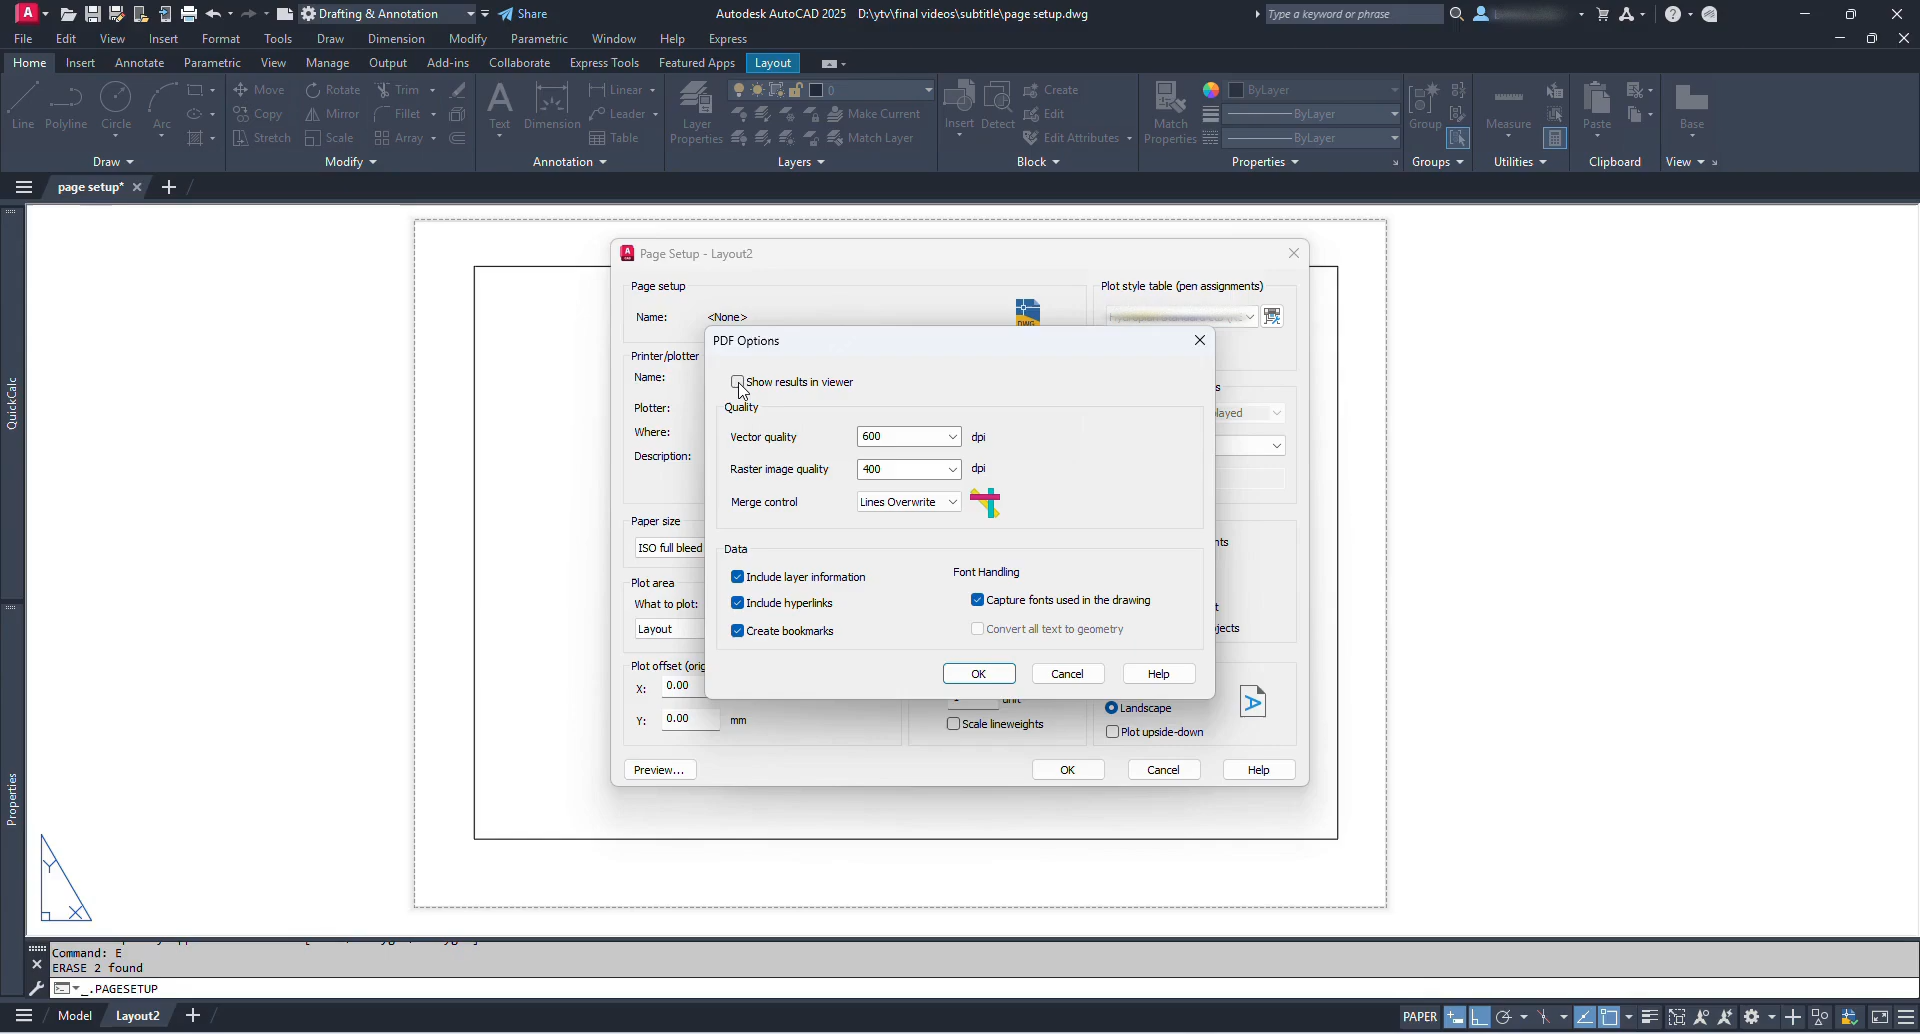 Drafting & Annotation
Share
Autodesk AutoCAD 2025 D:\ytv\final videos\subtitle\page setup.dwg
Type a keyword or phrase
File Edit View Insert Format Tools Draw Dimension Modify Parametric Window Help Express
Home Insert Annotate Parametric View Manage Output Add-ins Collaborate Express Tools Featured Apps Layout
Line Polyline Circle Arc
Draw
Move Rotate Trim
Copy Mirror Fillet
Stretch Scale Array
Modify
Text Dimension
Linear
Leader
Table
Annotation
Layer Properties
0
Make Current
Match Layer
Layers
Insert Detect
Create
Edit
Edit Attributes
Block
Match Properties
ByLayer
ByLayer
ByLayer
Properties
Group
Groups
Measure
Utilities
Paste
Clipboard
Base
View
page setup*
QuickCalc
Properties
Page Setup - Layout2
Page setup
Name: <None>
DWG
Plot style table (pen assignments)
Printer/plotter
Name:
Plotter:
Where:
Description:
Paper size
ISO full bleed
Plot area
What to plot:
Layout
Plot offset (orig
X: 0.00
Y: 0.00 mm
Scale lineweights
Landscape
Plot upside-down
A
Preview...
OK Cancel Help
PDF Options
Show results in viewer
Quality
Vector quality 600 dpi
Raster image quality 400 dpi
Merge control Lines Overwrite
Data
Include layer information
Include hyperlinks
Create bookmarks
Font Handling
Capture fonts used in the drawing
Convert all text to geometry
OK Cancel Help
Y
X
Command: E
ERASE 2 found
_.PAGESETUP
Model Layout2
PAPER